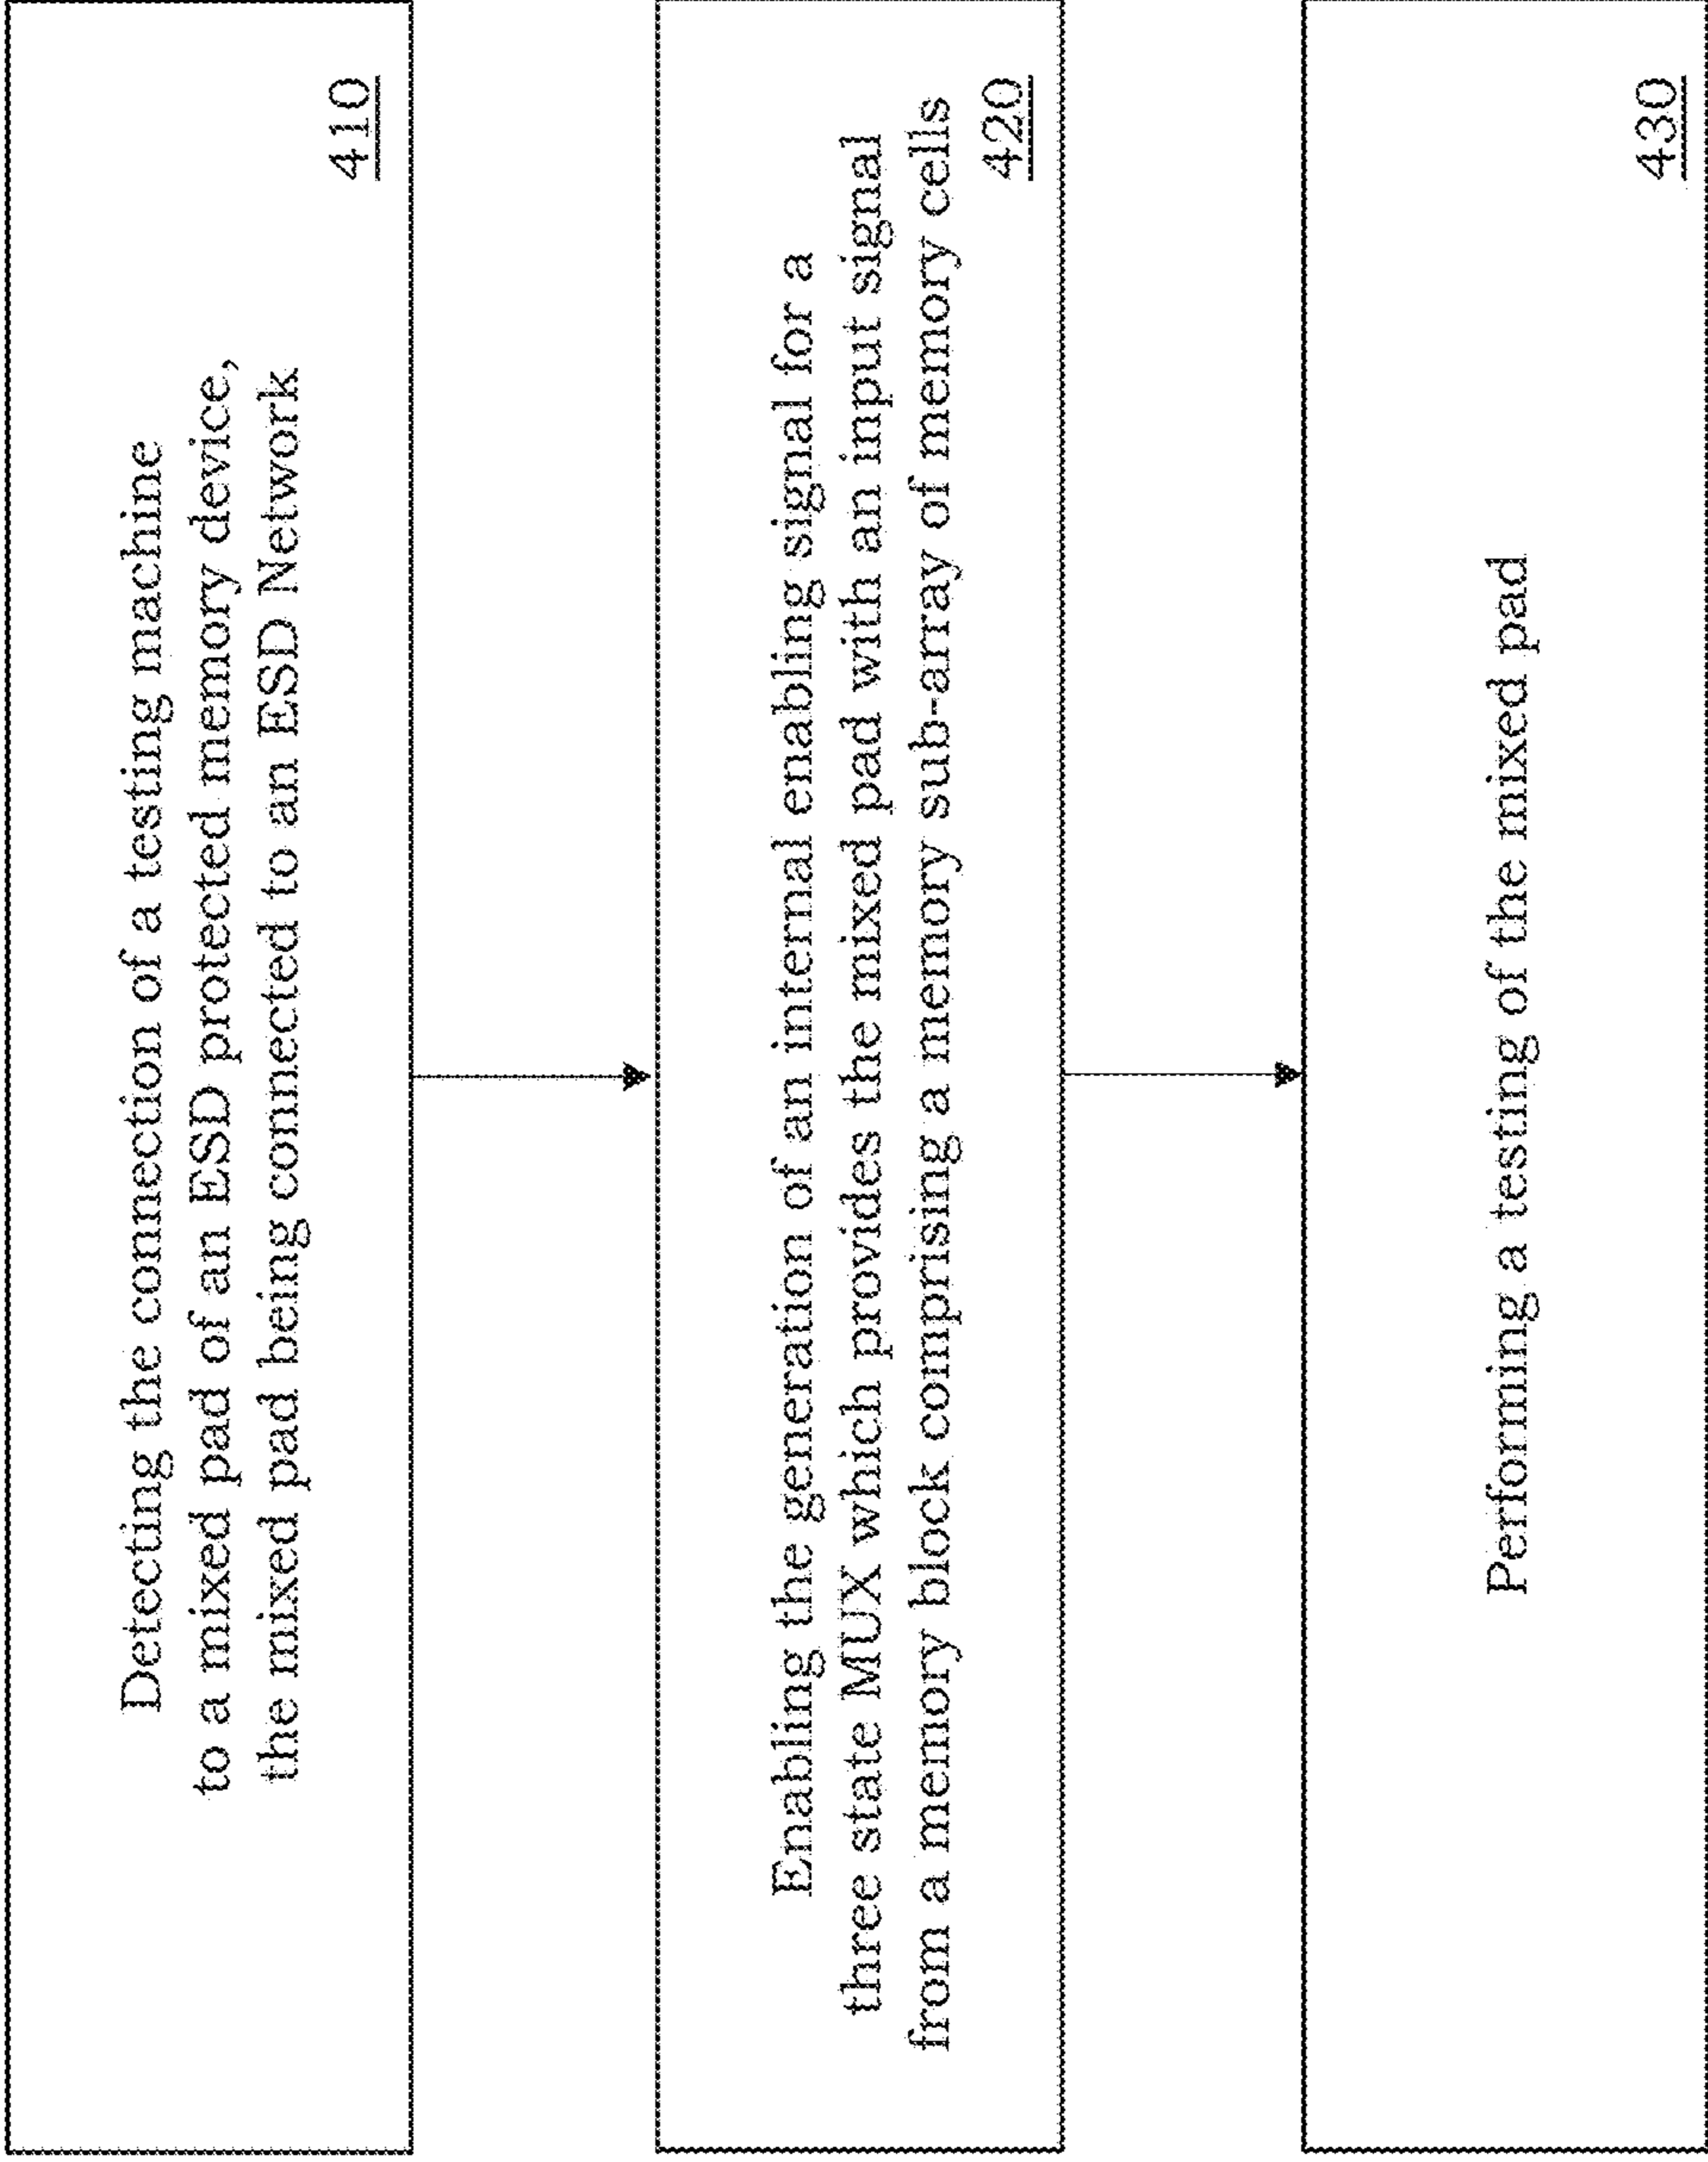 Detecting the connection of a testing machine
to a mixed pad of an ESD protected memory device,
the mixed pad being connected to an ESD Network
410
Enabling the generation of an internal enabling signal for a
three state MUX which provides the mixed pad with an input signal
from a memory block comprising a memory sub-array of memory cells
420
Performing a testing of the mixed pad
430